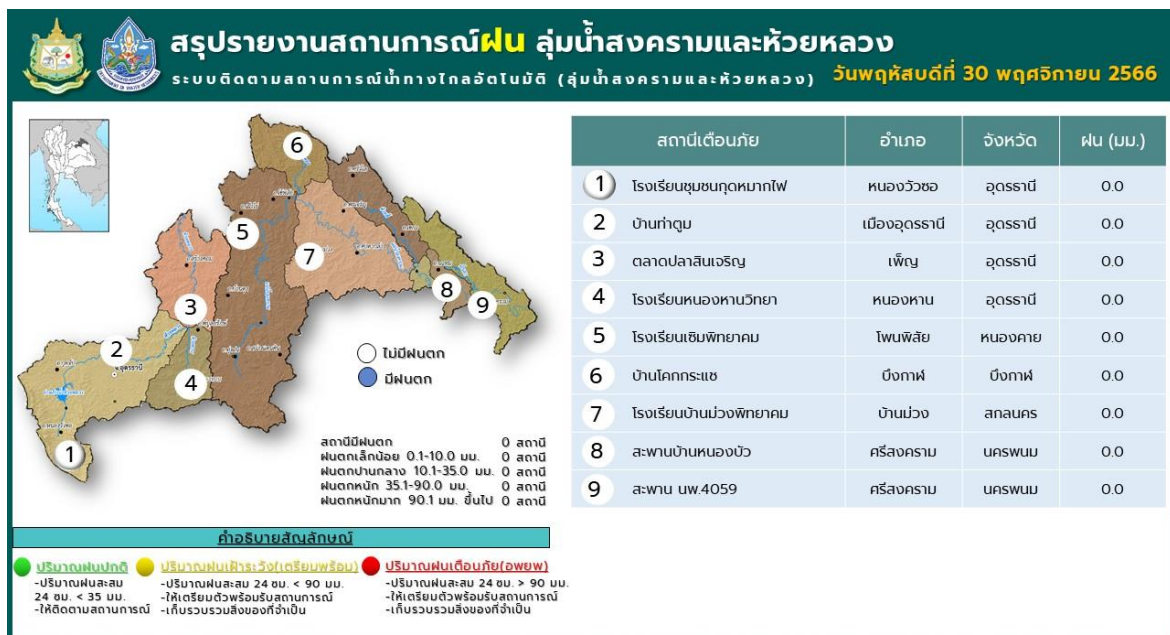 สรุปรายงานสถานการณ์ฝน ลุ่มน้ำสงครามและห้วยหลวง
ระบบติดตามสถานการณ์น้ำทางไกลอัตโนมัติ (ลุ่มน้ำสงครามและห้วยหลวง)
วันพฤหัสบดีที่ 30 พฤศจิกายน 2566
6
5
7
3
8
9
2
4
1
ไม่มีฝนตก
มีฝนตก
สถานีมีฝนตก 0 สถานี
ฝนตกเล็กน้อย 0.1-10.0 มม. 0 สถานี
ฝนตกปานกลาง 10.1-35.0 มม. 0 สถานี
ฝนตกหนัก 35.1-90.0 มม. 0 สถานี
ฝนตกหนักมาก 90.1 มม. ขึ้นไป 0 สถานี
สถานีเตือนภัย อำเภอ จังหวัด ฝน (มม.)
1 โรงเรียนชุมชนกุดหมากไฟ หนองวัวซอ อุดรธานี 0.0
2 บ้านท่าตูม เมืองอุดรธานี อุดรธานี 0.0
3 ตลาดปลาสินเจริญ เพ็ญ อุดรธานี 0.0
4 โรงเรียนหนองหานวิทยา หนองหาน อุดรธานี 0.0
5 โรงเรียนเซิมพิทยาคม โพนพิสัย หนองคาย 0.0
6 บ้านโคกกระแซ บึงกาฬ บึงกาฬ 0.0
7 โรงเรียนบ้านม่วงพิทยาคม บ้านม่วง สกลนคร 0.0
8 สะพานบ้านหนองบัว ศรีสงคราม นครพนม 0.0
9 สะพาน นพ.4059 ศรีสงคราม นครพนม 0.0
คำอธิบายสัญลักษณ์
ปริมาณฝนปกติ
-ปริมาณฝนสะสม
24 ชม. < 35 มม.
-ให้ติดตามสถานการณ์
ปริมาณฝนเฝ้าระวัง(เตรียมพร้อม)
-ปริมาณฝนสะสม 24 ชม. < 90 มม.
-ให้เตรียมตัวพร้อมรับสถานการณ์
-เก็บรวบรวมสิ่งของที่จำเป็น
ปริมาณฝนเตือนภัย(อพยพ)
-ปริมาณฝนสะสม 24 ชม. > 90 มม.
-ให้เตรียมตัวพร้อมรับสถานการณ์
-เก็บรวบรวมสิ่งของที่จำเป็น